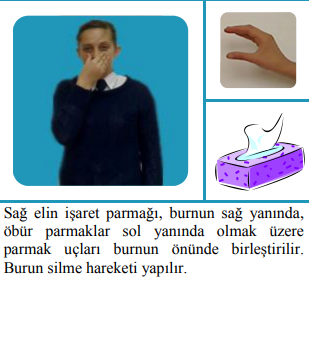 Sağ elin işaret parmağı, burnun sağ yanında,
öbür parmaklar sol yanında olmak üzere
parmak uçları burnun önünde birleştirilir.
Burun silme hareketi yapılır.